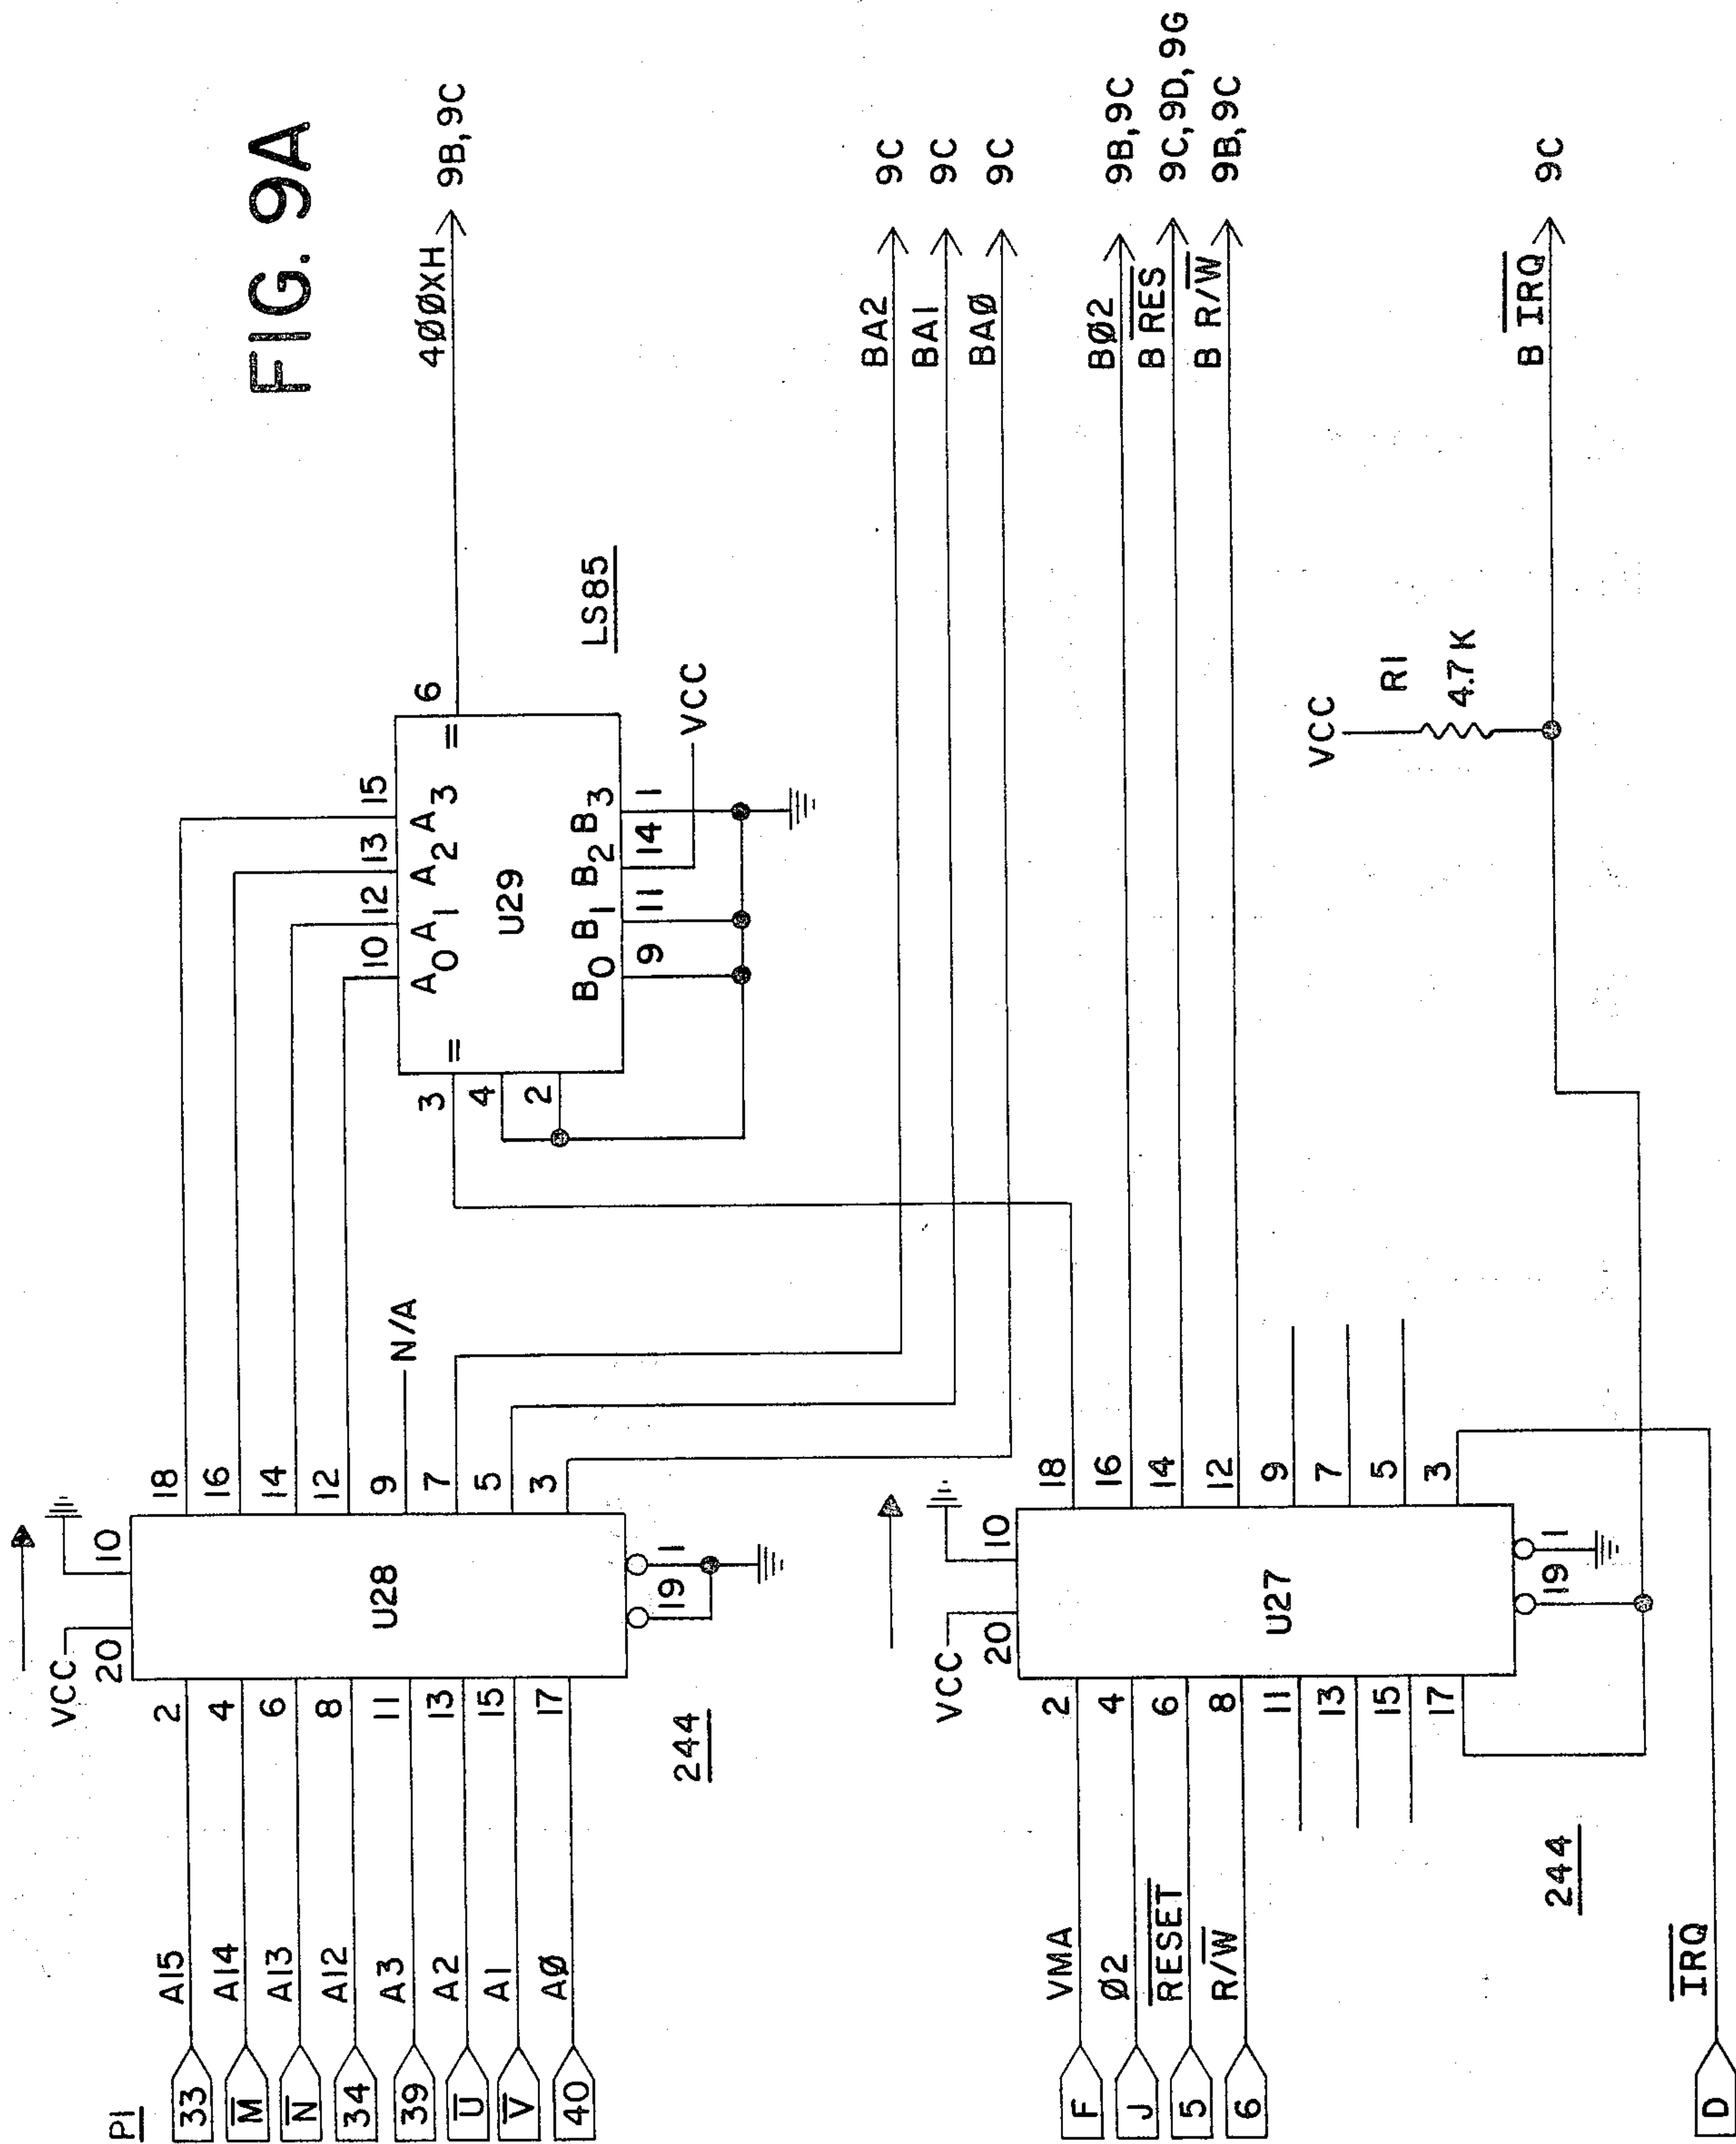 FIG. 9A
P1
33 A15 2
M̅ A14 4
N̅ A13 6
34 A12 8
39 A3 11
U̅ A2 13
V̅ A1 15
40 AØ 17
VCC 20 10
U28
18
16
14
12
9 N/A
7
5
3
19 1
244
10 12 13 15
A0 A1 A2 A3
3 = = 6
4
2
U29
B0 B1 B2 B3
9 11 14 1
VCC
LS85
4ØØXH 9B, 9C
BA2 9C
BA1 9C
BAØ 9C
F VMA 2
J Ø2 4
5 R̅E̅S̅E̅T̅ 6
6 R/W̅ 8
11
13
15
17
VCC 20 10
U27
18
16
14
12
9
7
5
3
19 1
244
BØ2 9B, 9C
B R̅E̅S̅ 9C, 9D, 9G
B R/W̅ 9B, 9C
VCC
R1
4.7K
B I̅R̅Q̅ 9C
D I̅R̅Q̅